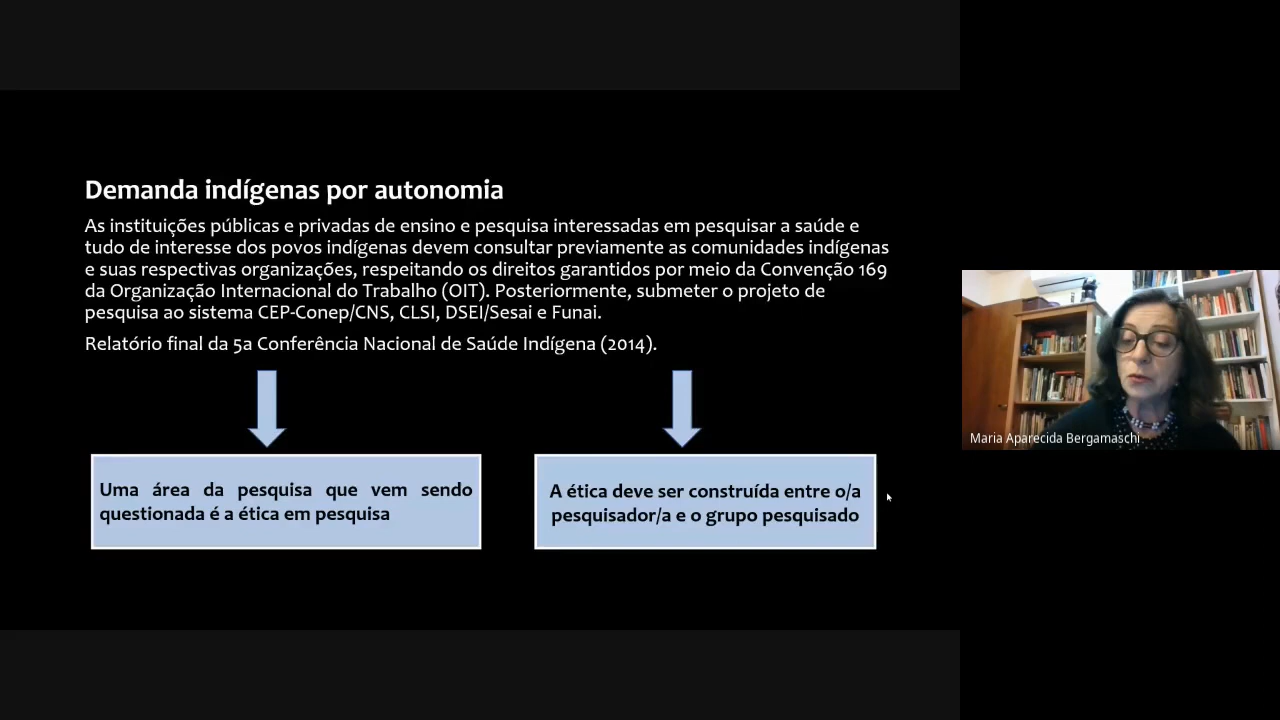 Demanda indígenas por autonomia
As instituições públicas e privadas de ensino e pesquisa interessadas em pesquisar a saúde e
tudo de interesse dos povos indígenas devem consultar previamente as comunidades indígenas
e suas respectivas organizações, respeitando os direitos garantidos por meio da Convenção 169
da Organização Internacional do Trabalho (OIT). Posteriormente, submeter o projeto de
pesquisa ao sistema CEP-Conep/CNS, CLSI, DSEI/Sesai e Funai.
Relatório final da 5a Conferência Nacional de Saúde Indígena (2014).
Uma área da pesquisa que vem sendo
questionada é a ética em pesquisa
A ética deve ser construída entre o/a
pesquisador/a e o grupo pesquisado
Maria Aparecida Bergamaschi